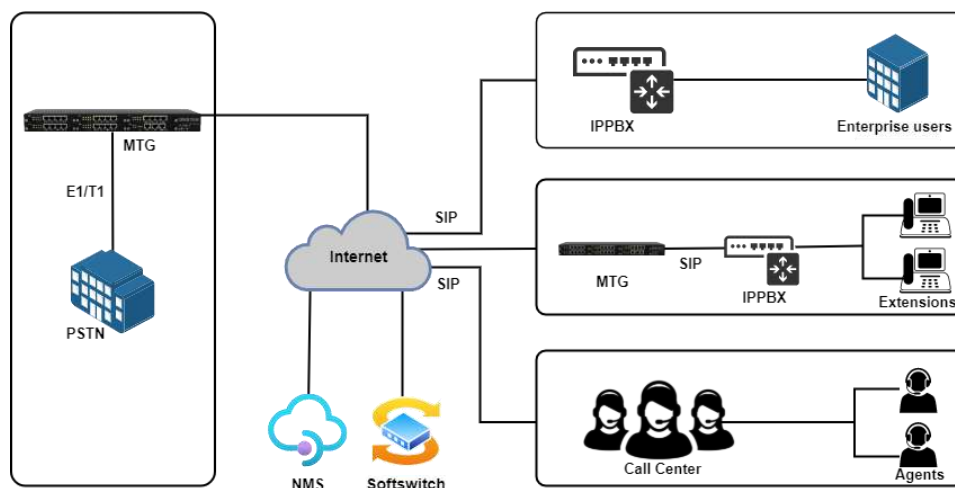 MTG
E1/T1
PSTN
Internet
NMS
Softswitch
SIP
SIP
IPPBX
Enterprise users
MTG
SIP
IPPBX
Extensions
Call Center
Agents